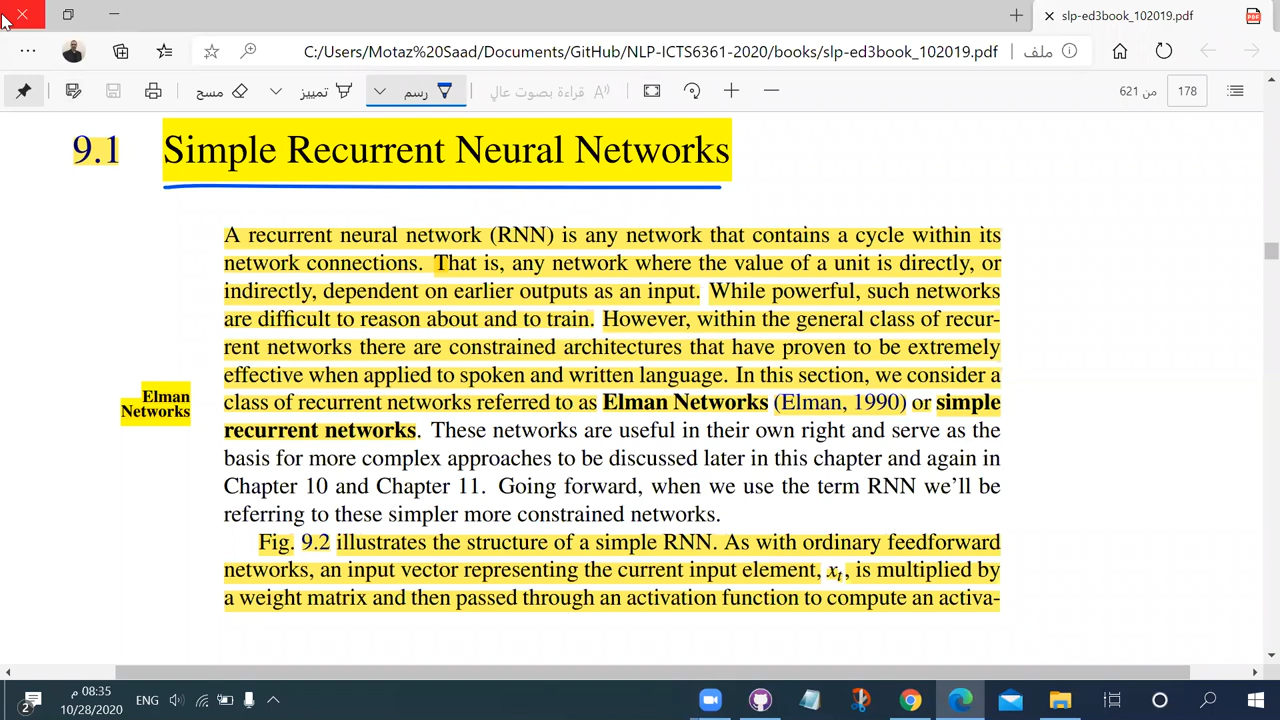 slp-ed3book_102019.pdf
C:/Users/Motaz%20Saad/Documents/GitHub/NLP-ICTS6361-2020/books/slp-ed3book_102019.pdf
ملف
178 من 621
قراءة بصوت عالٍ
رسم
تمييز
مسح
9.1 Simple Recurrent Neural Networks
A recurrent neural network (RNN) is any network that contains a cycle within its
network connections. That is, any network where the value of a unit is directly, or
indirectly, dependent on earlier outputs as an input. While powerful, such networks
are difficult to reason about and to train. However, within the general class of recur-
rent networks there are constrained architectures that have proven to be extremely
effective when applied to spoken and written language. In this section, we consider a
Elman
Networks
class of recurrent networks referred to as Elman Networks (Elman, 1990) or simple
recurrent networks. These networks are useful in their own right and serve as the
basis for more complex approaches to be discussed later in this chapter and again in
Chapter 10 and Chapter 11. Going forward, when we use the term RNN we'll be
referring to these simpler more constrained networks.
Fig. 9.2 illustrates the structure of a simple RNN. As with ordinary feedforward
networks, an input vector representing the current input element, xt, is multiplied by
a weight matrix and then passed through an activation function to compute an activa-
2
08:35 م
10/28/2020
ENG